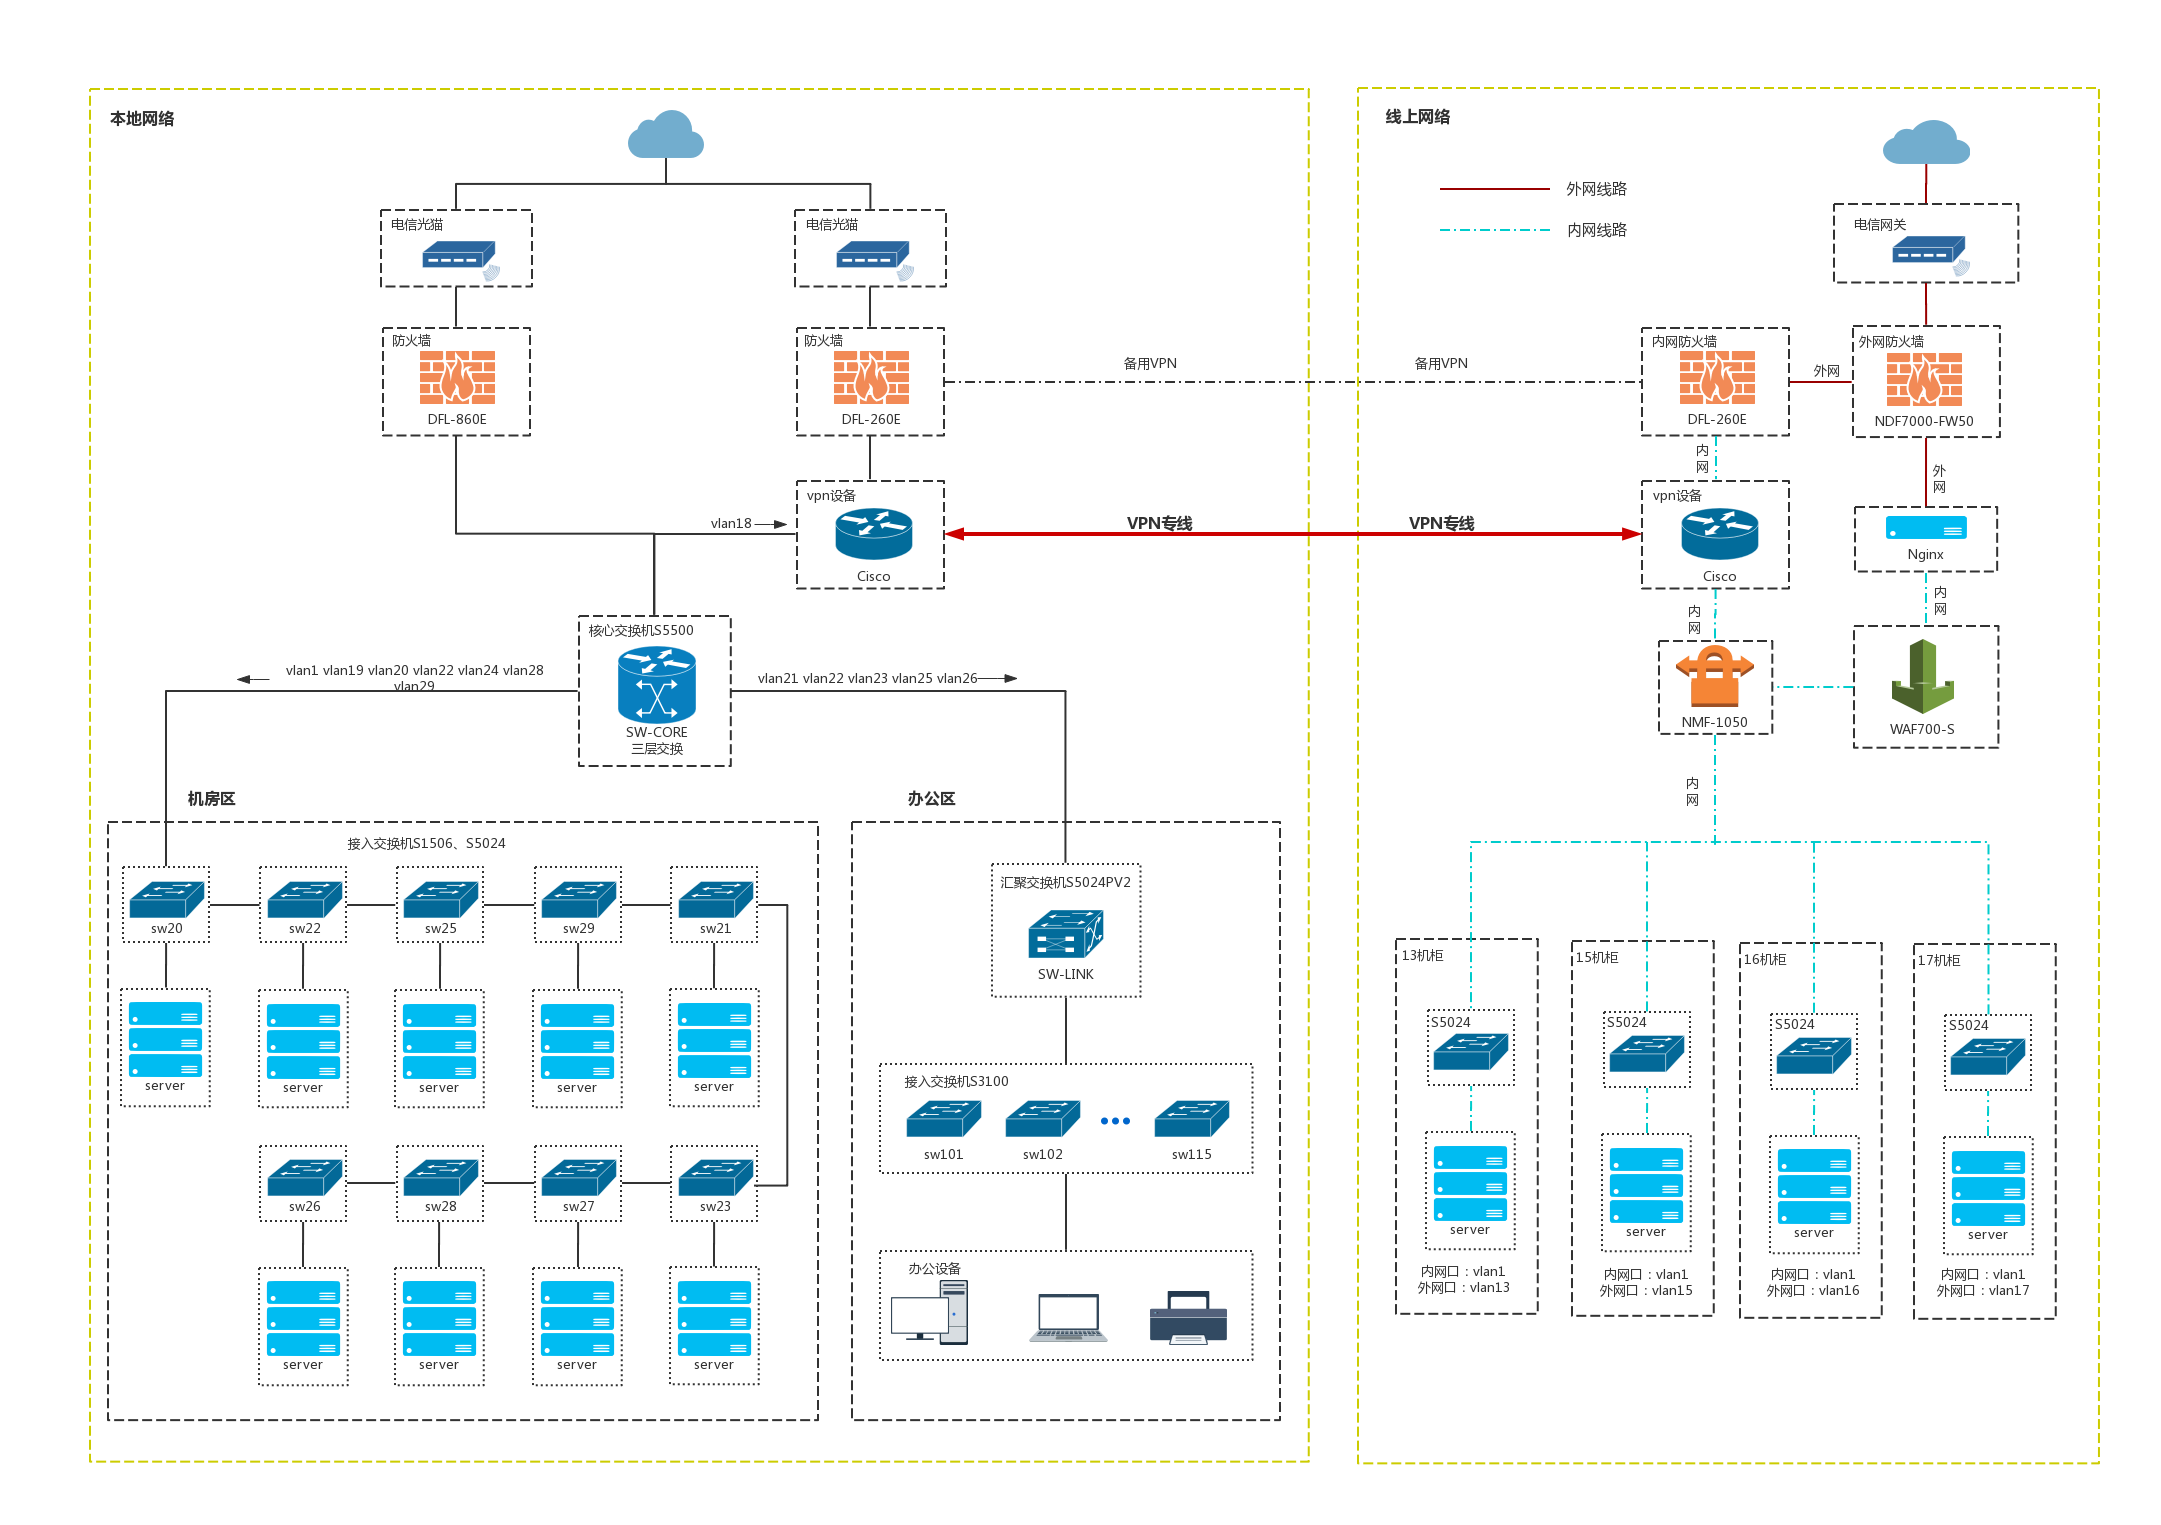 本地网络
线上网络
外网线路
内网线路
电信光猫
电信光猫
电信网关
防火墙
DFL-860E
防火墙
DFL-260E
备用VPN
备用VPN
内网防火墙
DFL-260E
外网
外网防火墙
NDF7000-FW50
内
网
外
网
vlan18
vpn设备
Cisco
VPN专线
VPN专线
vpn设备
Cisco
Nginx
内
网
内
网
核心交换机S5500
SW-CORE
三层交换
vlan1 vlan19 vlan20 vlan22 vlan24 vlan28
vlan29
vlan21 vlan22 vlan23 vlan25 vlan26
NMF-1050
WAF700-S
内
网
机房区
办公区
接入交换机S1506、S5024
sw20
sw22
sw25
sw29
sw21
server
server
server
server
server
sw26
sw28
sw27
sw23
server
server
server
server
汇聚交换机S5024PV2
SW-LINK
接入交换机S3100
sw101
sw102
sw115
办公设备
13机柜
S5024
server
内网口：vlan1
外网口：vlan13
15机柜
S5024
server
内网口：vlan1
外网口：vlan15
16机柜
S5024
server
内网口：vlan1
外网口：vlan16
17机柜
S5024
server
内网口：vlan1
外网口：vlan17